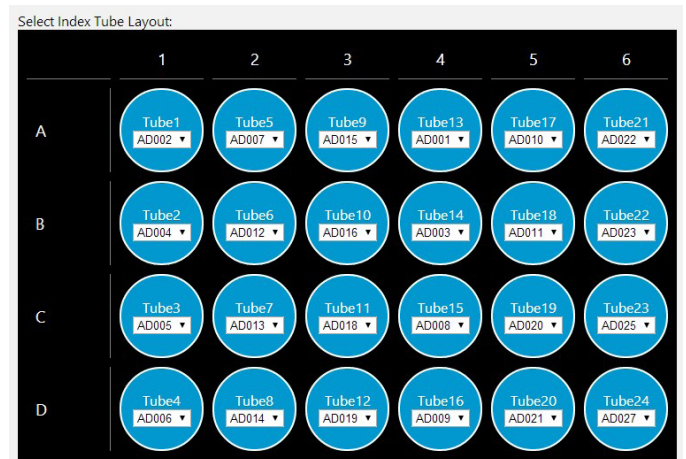 Select Index Tube Layout:
1 2 3 4 5 6
A
Tube1 Tube5 Tube9 Tube13 Tube17 Tube21
AD002 AD007 AD015 AD001 AD010 AD022
B
Tube2 Tube6 Tube10 Tube14 Tube18 Tube22
AD004 AD012 AD016 AD003 AD011 AD023
C
Tube3 Tube7 Tube11 Tube15 Tube19 Tube23
AD005 AD013 AD018 AD008 AD020 AD025
D
Tube4 Tube8 Tube12 Tube16 Tube20 Tube24
AD006 AD014 AD019 AD009 AD021 AD027